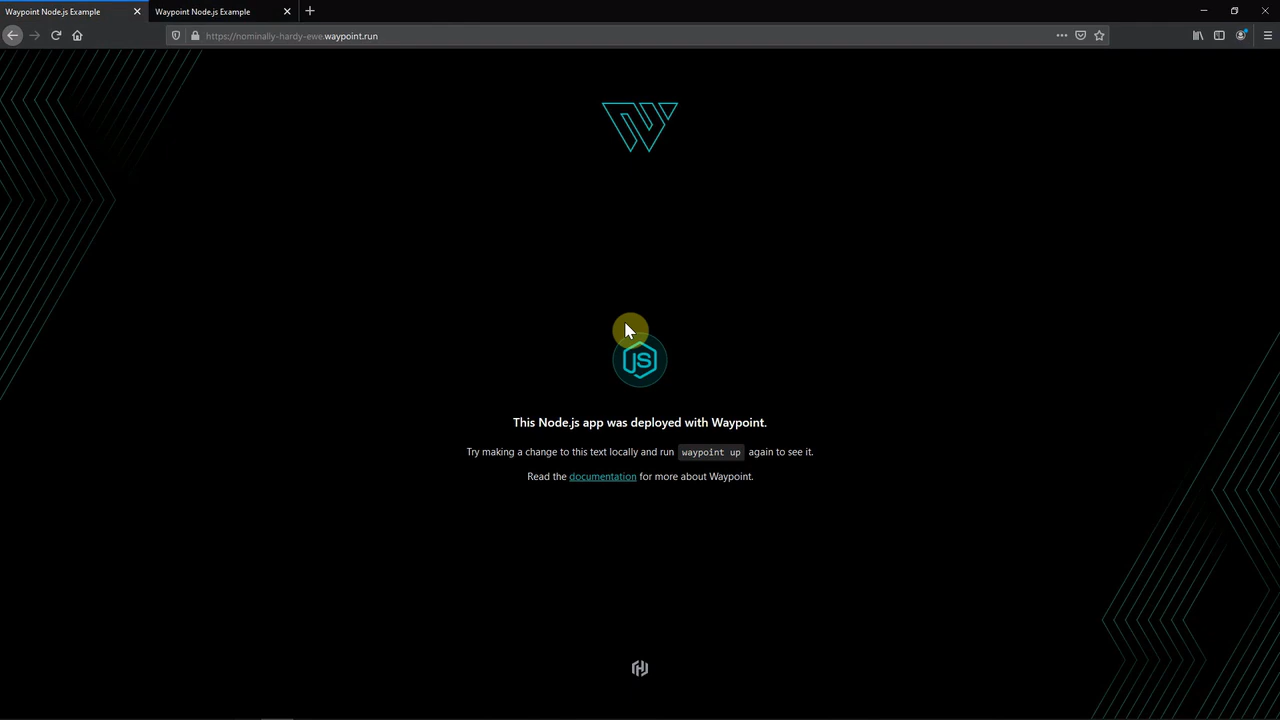 Waypoint Node.js Example
Waypoint Node.js Example
https://nominally-hardy-ewe.waypoint.run
JS
This Node.js app was deployed with Waypoint.
Try making a change to this text locally and run waypoint up again to see it.
Read the documentation for more about Waypoint.